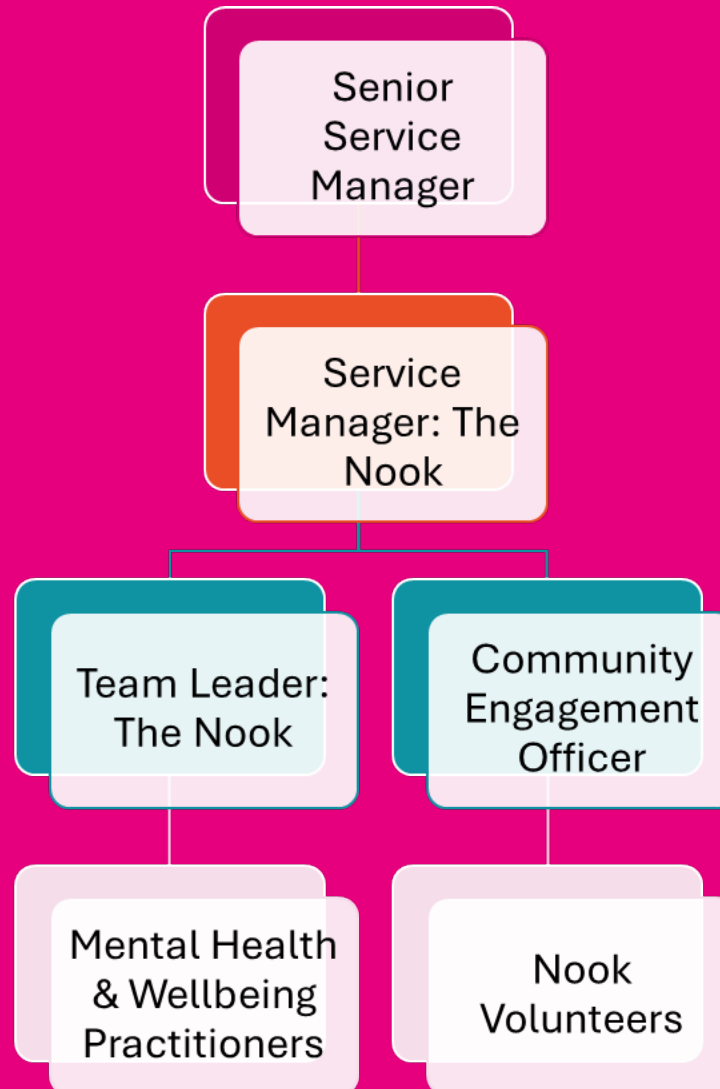 Senior
Service
Manager
Service
Manager: The
Nook
Team Leader:
The Nook
Community
Engagement
Officer
Mental Health
& Wellbeing
Practitioners
Nook
Volunteers